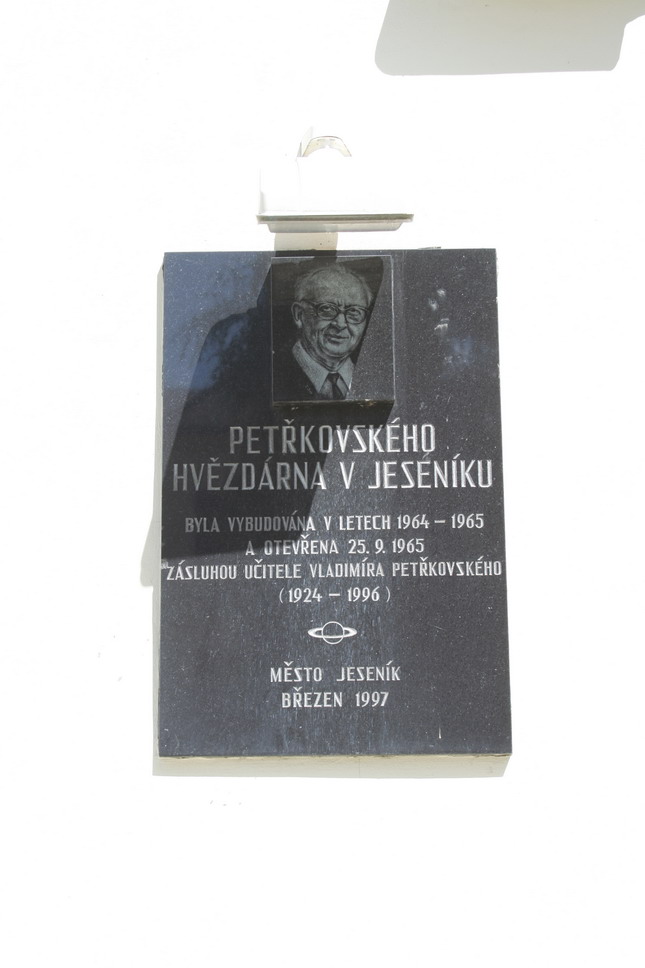 PETŘKOVSKÉHO
HVĚZDÁRNA V JESENÍKU
BYLA VYBUDOVÁNA V LETECH 1964 – 1965
A OTEVŘENA 25. 9. 1965
ZÁSLUHOU UČITELE VLADIMÍRA PETŘKOVSKÉHO
(1924 – 1996)
MĚSTO JESENÍK
BŘEZEN 1997